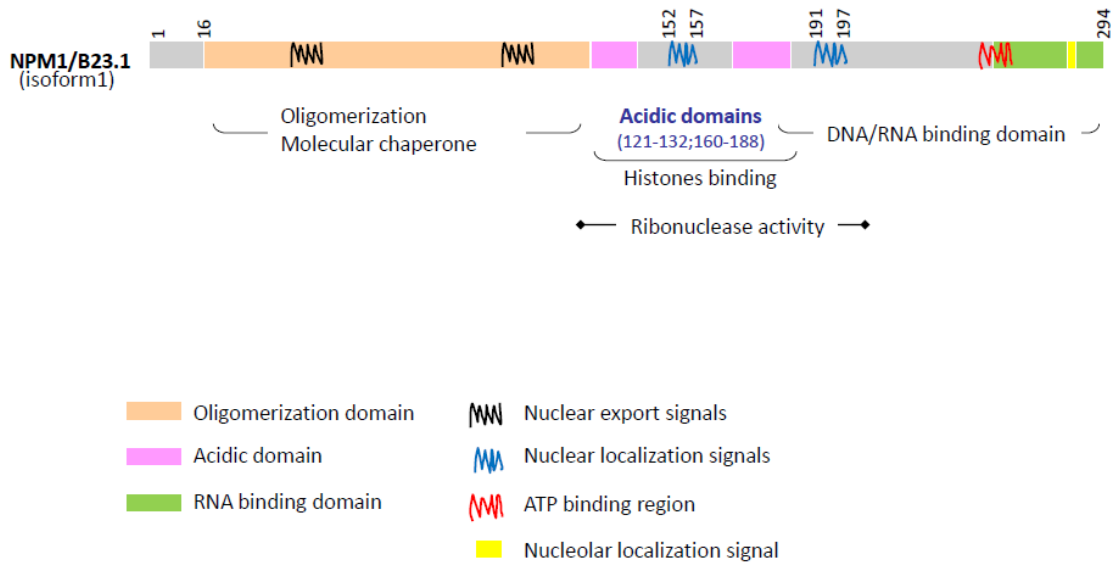 1
16
152
157
191
197
294
NPM1/B23.1
(isoform1)
Oligomerization
Molecular chaperone
Acidic domains
(121-132;160-188)
DNA/RNA binding domain
Histones binding
Ribonuclease activity
Oligomerization domain
Nuclear export signals
Acidic domain
Nuclear localization signals
RNA binding domain
ATP binding region
Nucleolar localization signal